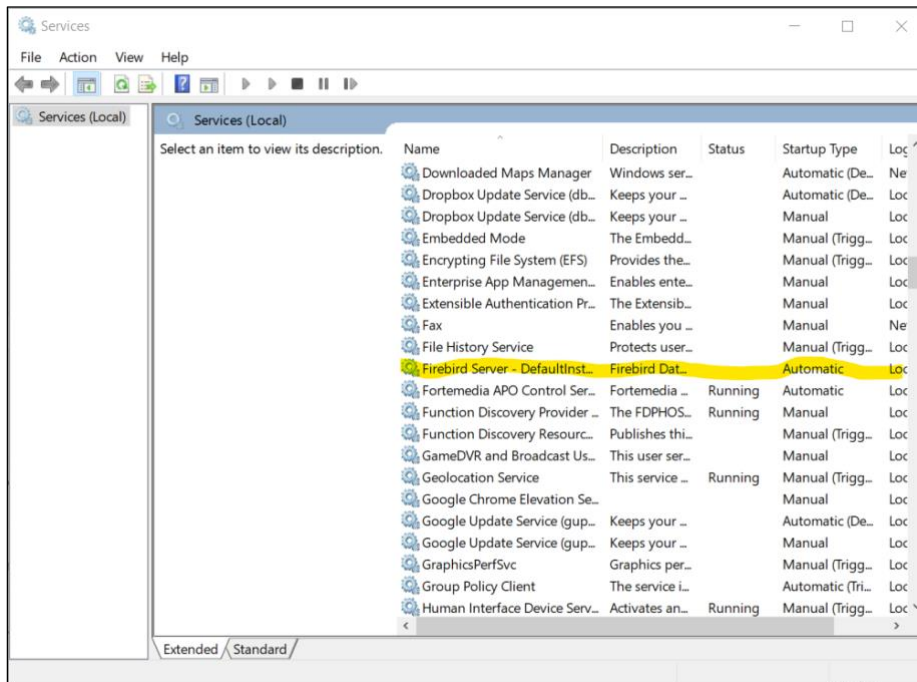 Services
File Action View Help
Services (Local)
Services (Local)
Select an item to view its description.
Name Description Status Startup Type Log
Downloaded Maps Manager Windows ser... Automatic (De... Ne
Dropbox Update Service (db... Keeps your ... Automatic (De... Loc
Dropbox Update Service (db... Keeps your ... Manual Loc
Embedded Mode The Embedd... Manual (Trigg... Loc
Encrypting File System (EFS) Provides the... Manual (Trigg... Loc
Enterprise App Managemen... Enables ente... Manual Loc
Extensible Authentication Pr... The Extensib... Manual Loc
Fax Enables you ... Manual Ne
File History Service Protects user... Manual (Trigg... Loc
Firebird Server - DefaultInst... Firebird Dat... Automatic Loc
Fortemedia APO Control Ser... Fortemedia ... Running Automatic Loc
Function Discovery Provider ... The FDPHOS... Running Manual Loc
Function Discovery Resourc... Publishes thi... Manual (Trigg... Loc
GameDVR and Broadcast Us... This user ser... Manual Loc
Geolocation Service This service ... Running Manual (Trigg... Loc
Google Chrome Elevation Se... Manual Loc
Google Update Service (gup... Keeps your ... Automatic (De... Loc
Google Update Service (gup... Keeps your ... Manual Loc
GraphicsPerfSvc Graphics per... Manual (Trigg... Loc
Group Policy Client The service i... Automatic (Tri... Loc
Human Interface Device Serv... Activates an... Running Manual (Trigg... Loc
Extended Standard